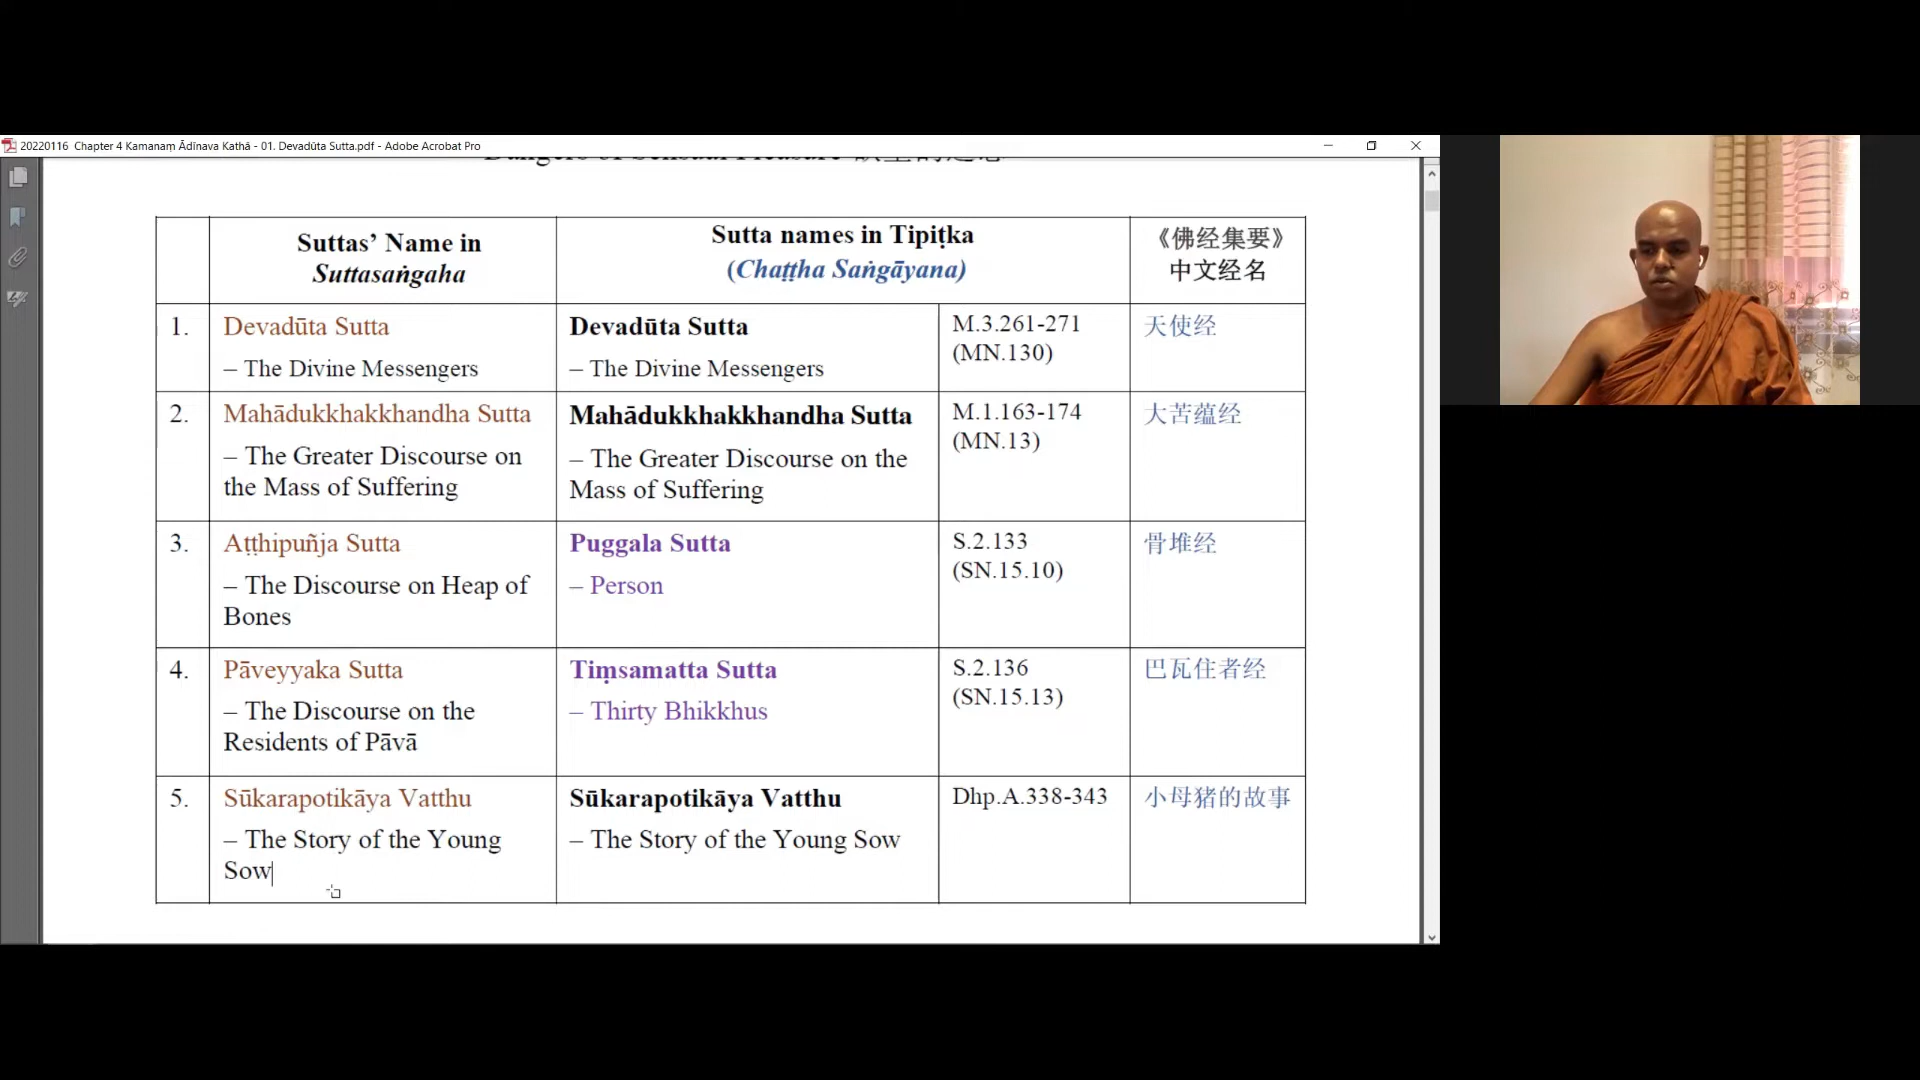 20220116 Chapter 4 Kamanaṃ Ādīnava Kathā - 01. Devadūta Sutta.pdf - Adobe Acrobat Pro
Dangers of Sensual Pleasure
Suttas’ Name in
Suttasaṅgaha
Sutta names in Tipiṭka
(Chaṭṭha Saṅgāyana)
《佛经集要》
中文经名
1.
Devadūta Sutta
– The Divine Messengers
Devadūta Sutta
– The Divine Messengers
M.3.261-271
(MN.130)
天使经
2.
Mahādukkhakkhandha Sutta
– The Greater Discourse on
the Mass of Suffering
Mahādukkhakkhandha Sutta
– The Greater Discourse on the
Mass of Suffering
M.1.163-174
(MN.13)
大苦蕴经
3.
Aṭṭhipuñja Sutta
– The Discourse on Heap of
Bones
Puggala Sutta
– Person
S.2.133
(SN.15.10)
骨堆经
4.
Pāveyyaka Sutta
– The Discourse on the
Residents of Pāvā
Tiṃsamatta Sutta
– Thirty Bhikkhus
S.2.136
(SN.15.13)
巴瓦住者经
5.
Sūkarapotikāya Vatthu
– The Story of the Young
Sow
Sūkarapotikāya Vatthu
– The Story of the Young Sow
Dhp.A.338-343
小母猪的故事